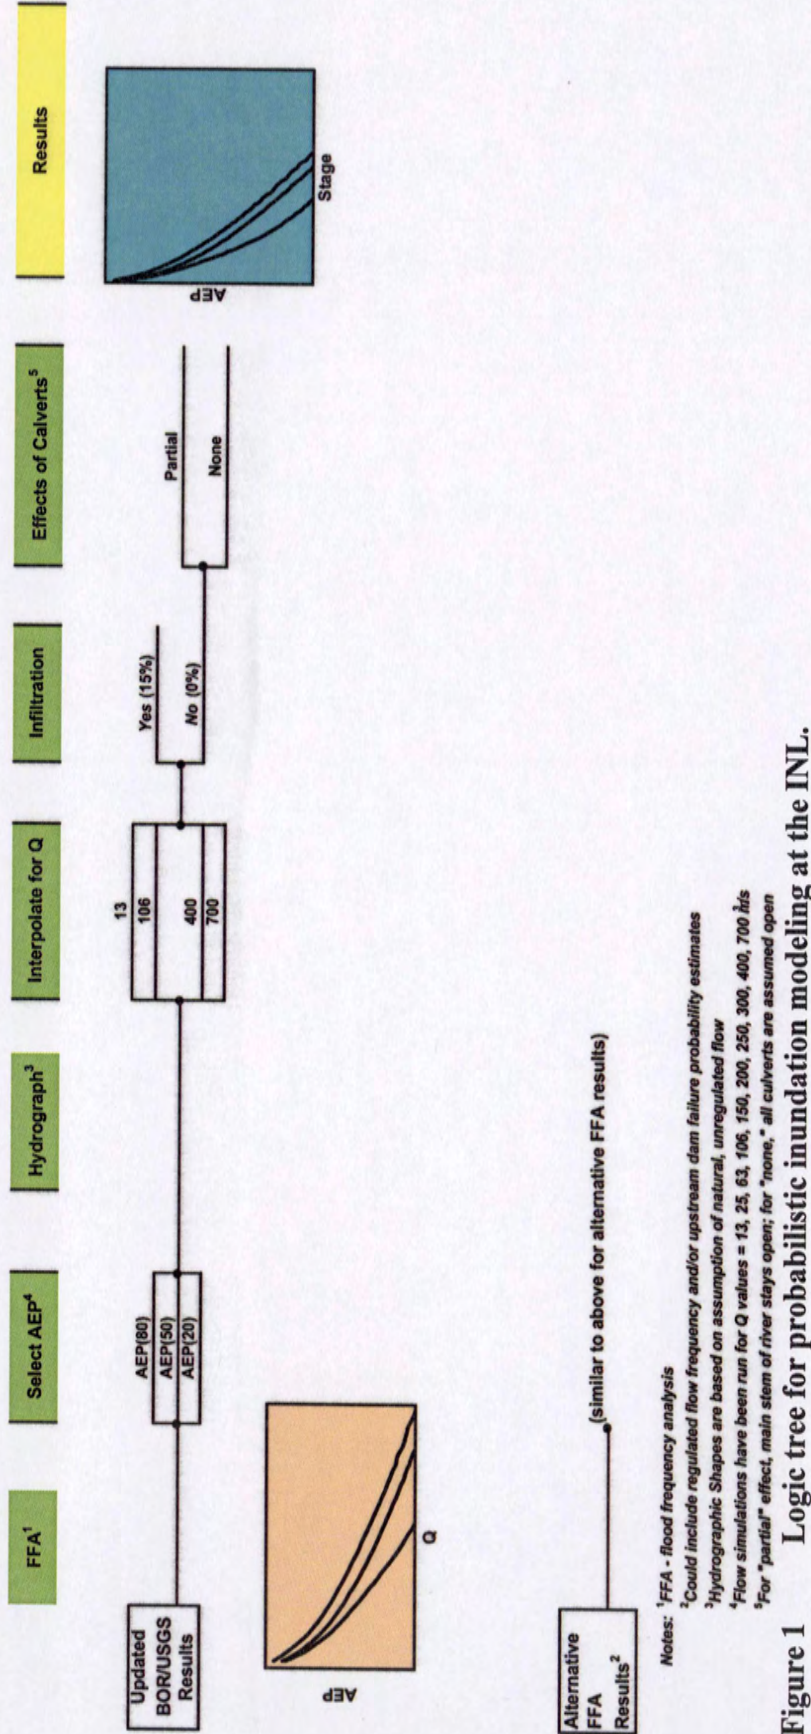 FFA¹
Select AEP⁴
Hydrograph³
Interpolate for Q
Infiltration
Effects of Calverts⁵
Results
Updated
BOR/USGS
Results
AEP(80)
AEP(50)
AEP(20)
13
106
400
700
Yes (15%)
No (0%)
Partial
None
AEP
Stage
AEP
Q
Alternative
FFA
Results²
(similar to above for alternative FFA results)
Notes: ¹FFA - flood frequency analysis
²Could include regulated flow frequency and/or upstream dam failure probability estimates
³Hydrographic Shapes are based on assumption of natural, unregulated flow
⁴Flow simulations have been run for Q values = 13, 25, 63, 106, 150, 200, 250, 300, 400, 700
⁵For "partial" effect, main stem of river stays open; for "none," all culverts are assumed open
Figure 1 Logic tree for probabilistic inundation modeling at the INL.